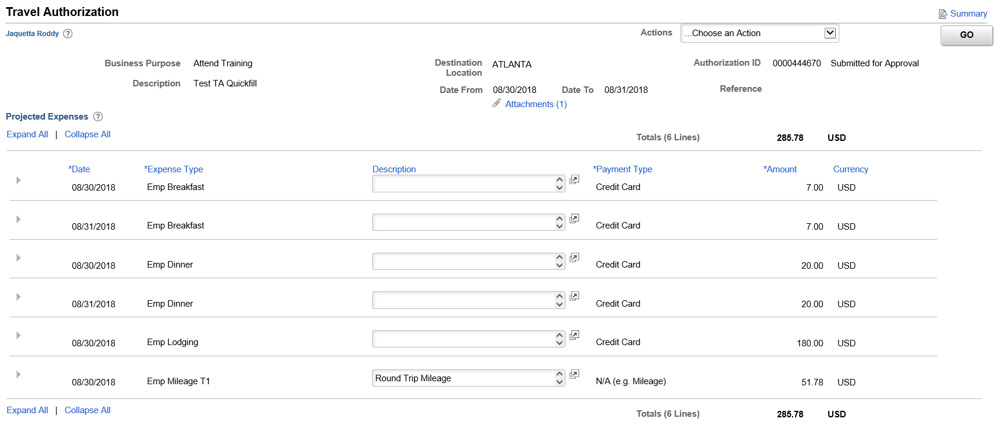 Travel Authorization
Summary
Jaquetta Roddy ?
Actions ...Choose an Action GO
Business Purpose Attend Training
Destination Location ATLANTA
Authorization ID 0000444670 Submitted for Approval
Description Test TA Quickfill
Date From 08/30/2018 Date To 08/31/2018
Reference
Attachments (1)
Projected Expenses ?
Expand All | Collapse All
Totals (6 Lines) 285.78 USD
*Date *Expense Type Description *Payment Type *Amount Currency
08/30/2018 Emp Breakfast Credit Card 7.00 USD
08/31/2018 Emp Breakfast Credit Card 7.00 USD
08/30/2018 Emp Dinner Credit Card 20.00 USD
08/31/2018 Emp Dinner Credit Card 20.00 USD
08/30/2018 Emp Lodging Credit Card 180.00 USD
08/30/2018 Emp Mileage T1 Round Trip Mileage N/A (e.g. Mileage) 51.78 USD
Expand All | Collapse All
Totals (6 Lines) 285.78 USD